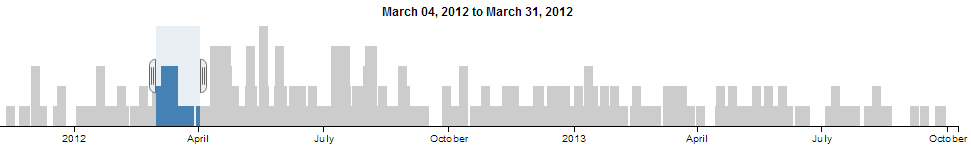 March 04, 2012 to March 31, 2012
2012 April July October 2013 April July October